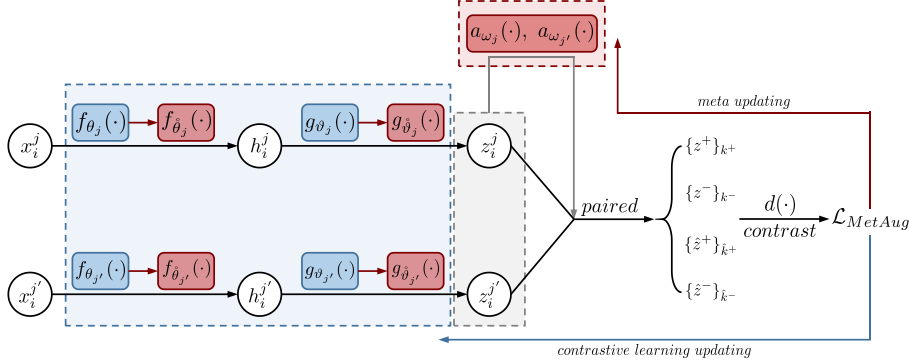 a_{ω_j}(·), a_{ω_{j'}}(·)
meta updating
f_{θ_j}(·) f_{θ̊_j}(·) g_{ϑ_j}(·) g_{ϑ̊_j}(·)
x_i^j h_i^j z_i^j
{z^+}_{k^+}
{z^-}_{k^-}
paired
d(·)
contrast
ℒ_{MetAug}
{ẑ^+}_{k̂^+}
{ẑ^-}_{k̂^-}
f_{θ_{j'}}(·) f_{θ̊_{j'}}(·) g_{ϑ_{j'}}(·) g_{ϑ̊_{j'}}(·)
x_i^{j'} h_i^{j'} z_i^{j'}
contrastive learning updating